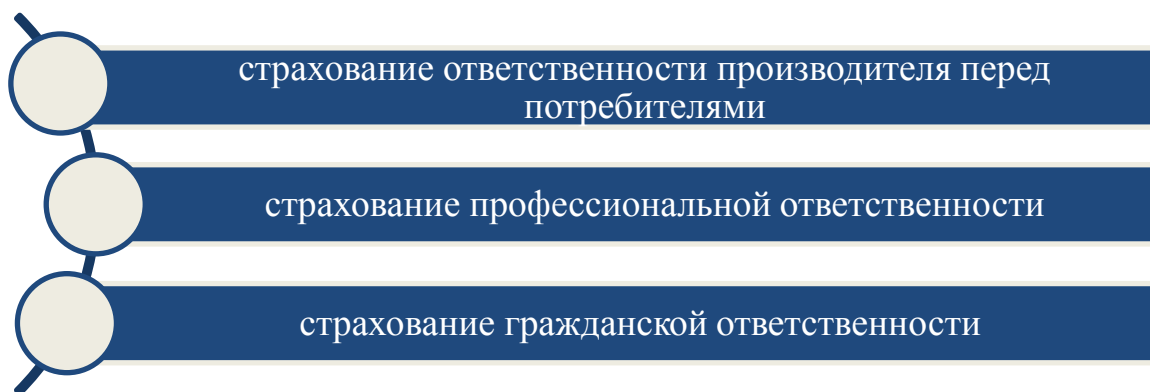 страхование ответственности производителя перед
потребителями
страхование профессиональной ответственности
страхование гражданской ответственности